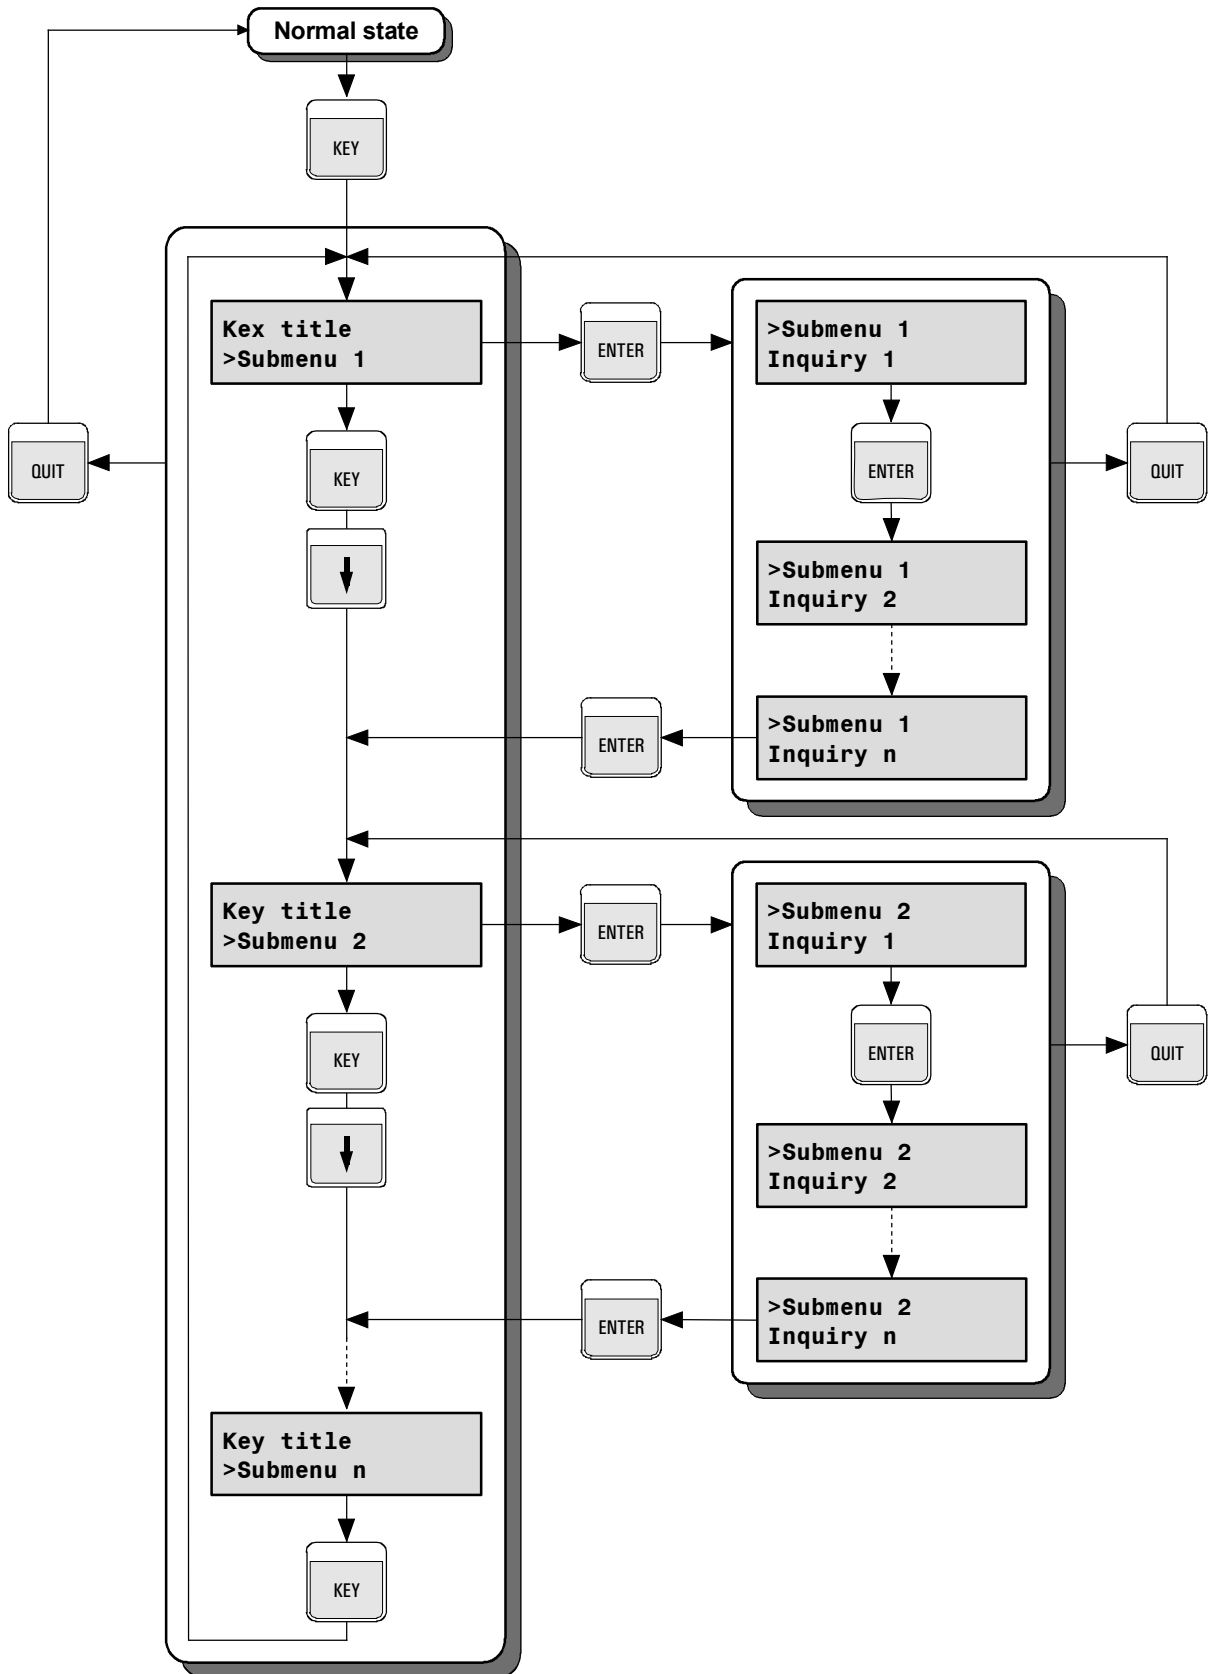 Normal state
KEY
Kex title
>Submenu 1
ENTER
>Submenu 1
Inquiry 1
QUIT
KEY
ENTER
QUIT
>Submenu 1
Inquiry 2
ENTER
>Submenu 1
Inquiry n
Key title
>Submenu 2
ENTER
>Submenu 2
Inquiry 1
KEY
ENTER
QUIT
>Submenu 2
Inquiry 2
ENTER
>Submenu 2
Inquiry n
Key title
>Submenu n
KEY